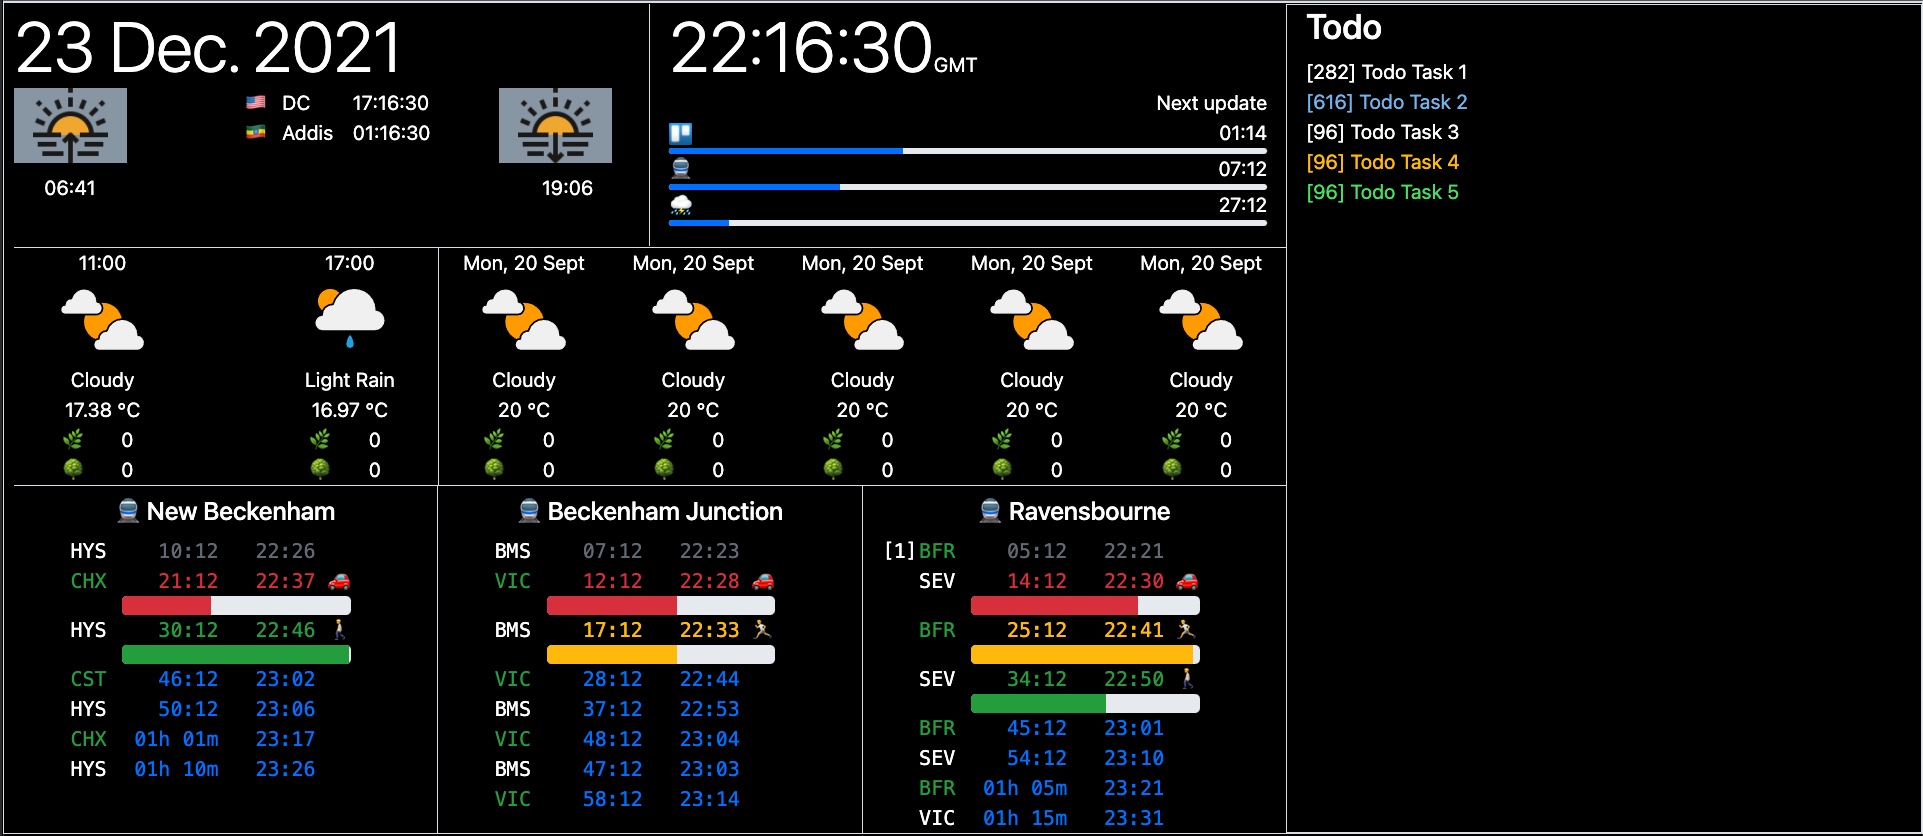 23 Dec. 2021
DC 17:16:30
Addis 01:16:30
06:41
19:06
22:16:30 GMT
Next update
01:14
07:12
27:12
Todo
[282] Todo Task 1
[616] Todo Task 2
[96] Todo Task 3
[96] Todo Task 4
[96] Todo Task 5
11:00
Cloudy
17.38 °C
0
0
17:00
Light Rain
16.97 °C
0
0
Mon, 20 Sept
Cloudy
20 °C
0
0
Mon, 20 Sept
Cloudy
20 °C
0
0
Mon, 20 Sept
Cloudy
20 °C
0
0
Mon, 20 Sept
Cloudy
20 °C
0
0
Mon, 20 Sept
Cloudy
20 °C
0
0
New Beckenham
HYS 10:12 22:26
CHX 21:12 22:37
HYS 30:12 22:46
CST 46:12 23:02
HYS 50:12 23:06
CHX 01h 01m 23:17
HYS 01h 10m 23:26
Beckenham Junction
BMS 07:12 22:23
VIC 12:12 22:28
BMS 17:12 22:33
VIC 28:12 22:44
BMS 37:12 22:53
VIC 48:12 23:04
BMS 47:12 23:03
VIC 58:12 23:14
Ravensbourne
[1] BFR 05:12 22:21
SEV 14:12 22:30
BFR 25:12 22:41
SEV 34:12 22:50
BFR 45:12 23:01
SEV 54:12 23:10
BFR 01h 05m 23:21
VIC 01h 15m 23:31